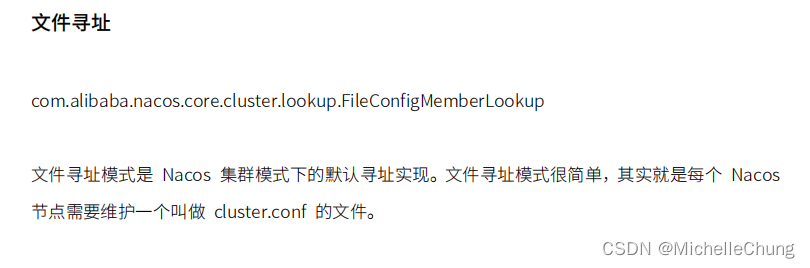 文件寻址
com.alibaba.nacos.core.cluster.lookup.FileConfigMemberLookup
文件寻址模式是 Nacos 集群模式下的默认寻址实现。文件寻址模式很简单，其实就是每个 Nacos
节点需要维护一个叫做 cluster.conf 的文件。
CSDN @MichelleChung